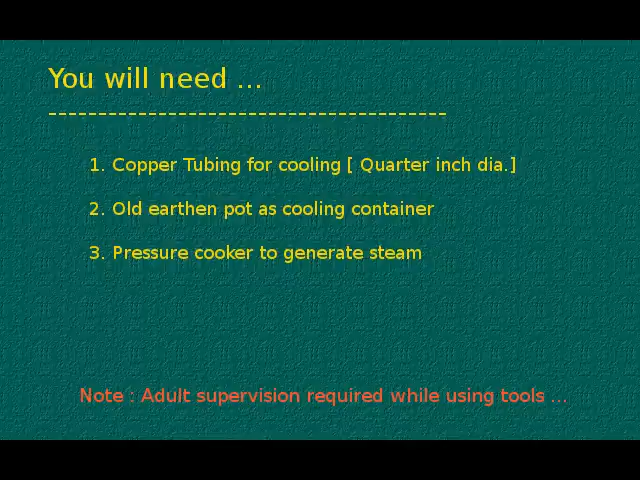 You will need ...
----------------------------------------
1. Copper Tubing for cooling [ Quarter inch dia.]
2. Old earthen pot as cooling container
3. Pressure cooker to generate steam
Note : Adult supervision required while using tools ...